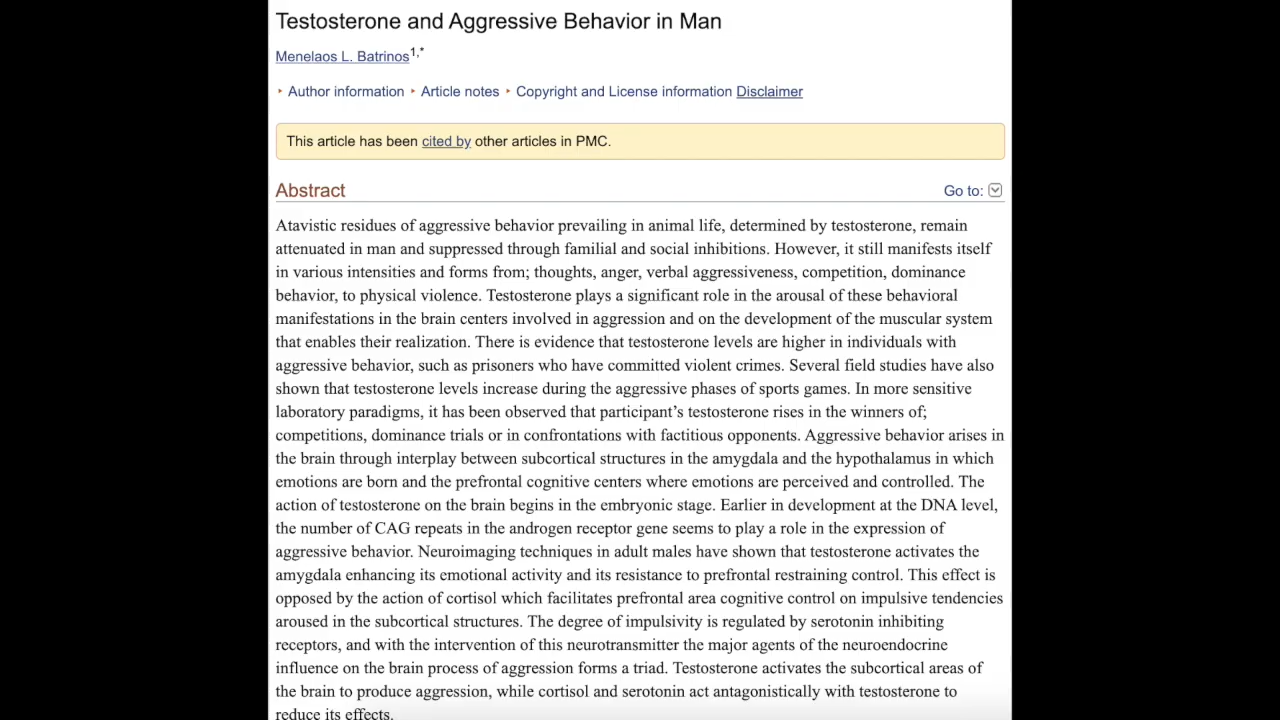 Testosterone and Aggressive Behavior in Man
Menelaos L. Batrinos1,*
‣ Author information ‣ Article notes ‣ Copyright and License information Disclaimer
This article has been cited by other articles in PMC.
Abstract
Go to:
Atavistic residues of aggressive behavior prevailing in animal life, determined by testosterone, remain
attenuated in man and suppressed through familial and social inhibitions. However, it still manifests itself
in various intensities and forms from; thoughts, anger, verbal aggressiveness, competition, dominance
behavior, to physical violence. Testosterone plays a significant role in the arousal of these behavioral
manifestations in the brain centers involved in aggression and on the development of the muscular system
that enables their realization. There is evidence that testosterone levels are higher in individuals with
aggressive behavior, such as prisoners who have committed violent crimes. Several field studies have also
shown that testosterone levels increase during the aggressive phases of sports games. In more sensitive
laboratory paradigms, it has been observed that participant’s testosterone rises in the winners of;
competitions, dominance trials or in confrontations with factitious opponents. Aggressive behavior arises in
the brain through interplay between subcortical structures in the amygdala and the hypothalamus in which
emotions are born and the prefrontal cognitive centers where emotions are perceived and controlled. The
action of testosterone on the brain begins in the embryonic stage. Earlier in development at the DNA level,
the number of CAG repeats in the androgen receptor gene seems to play a role in the expression of
aggressive behavior. Neuroimaging techniques in adult males have shown that testosterone activates the
amygdala enhancing its emotional activity and its resistance to prefrontal restraining control. This effect is
opposed by the action of cortisol which facilitates prefrontal area cognitive control on impulsive tendencies
aroused in the subcortical structures. The degree of impulsivity is regulated by serotonin inhibiting
receptors, and with the intervention of this neurotransmitter the major agents of the neuroendocrine
influence on the brain process of aggression forms a triad. Testosterone activates the subcortical areas of
the brain to produce aggression, while cortisol and serotonin act antagonistically with testosterone to
reduce its effects.